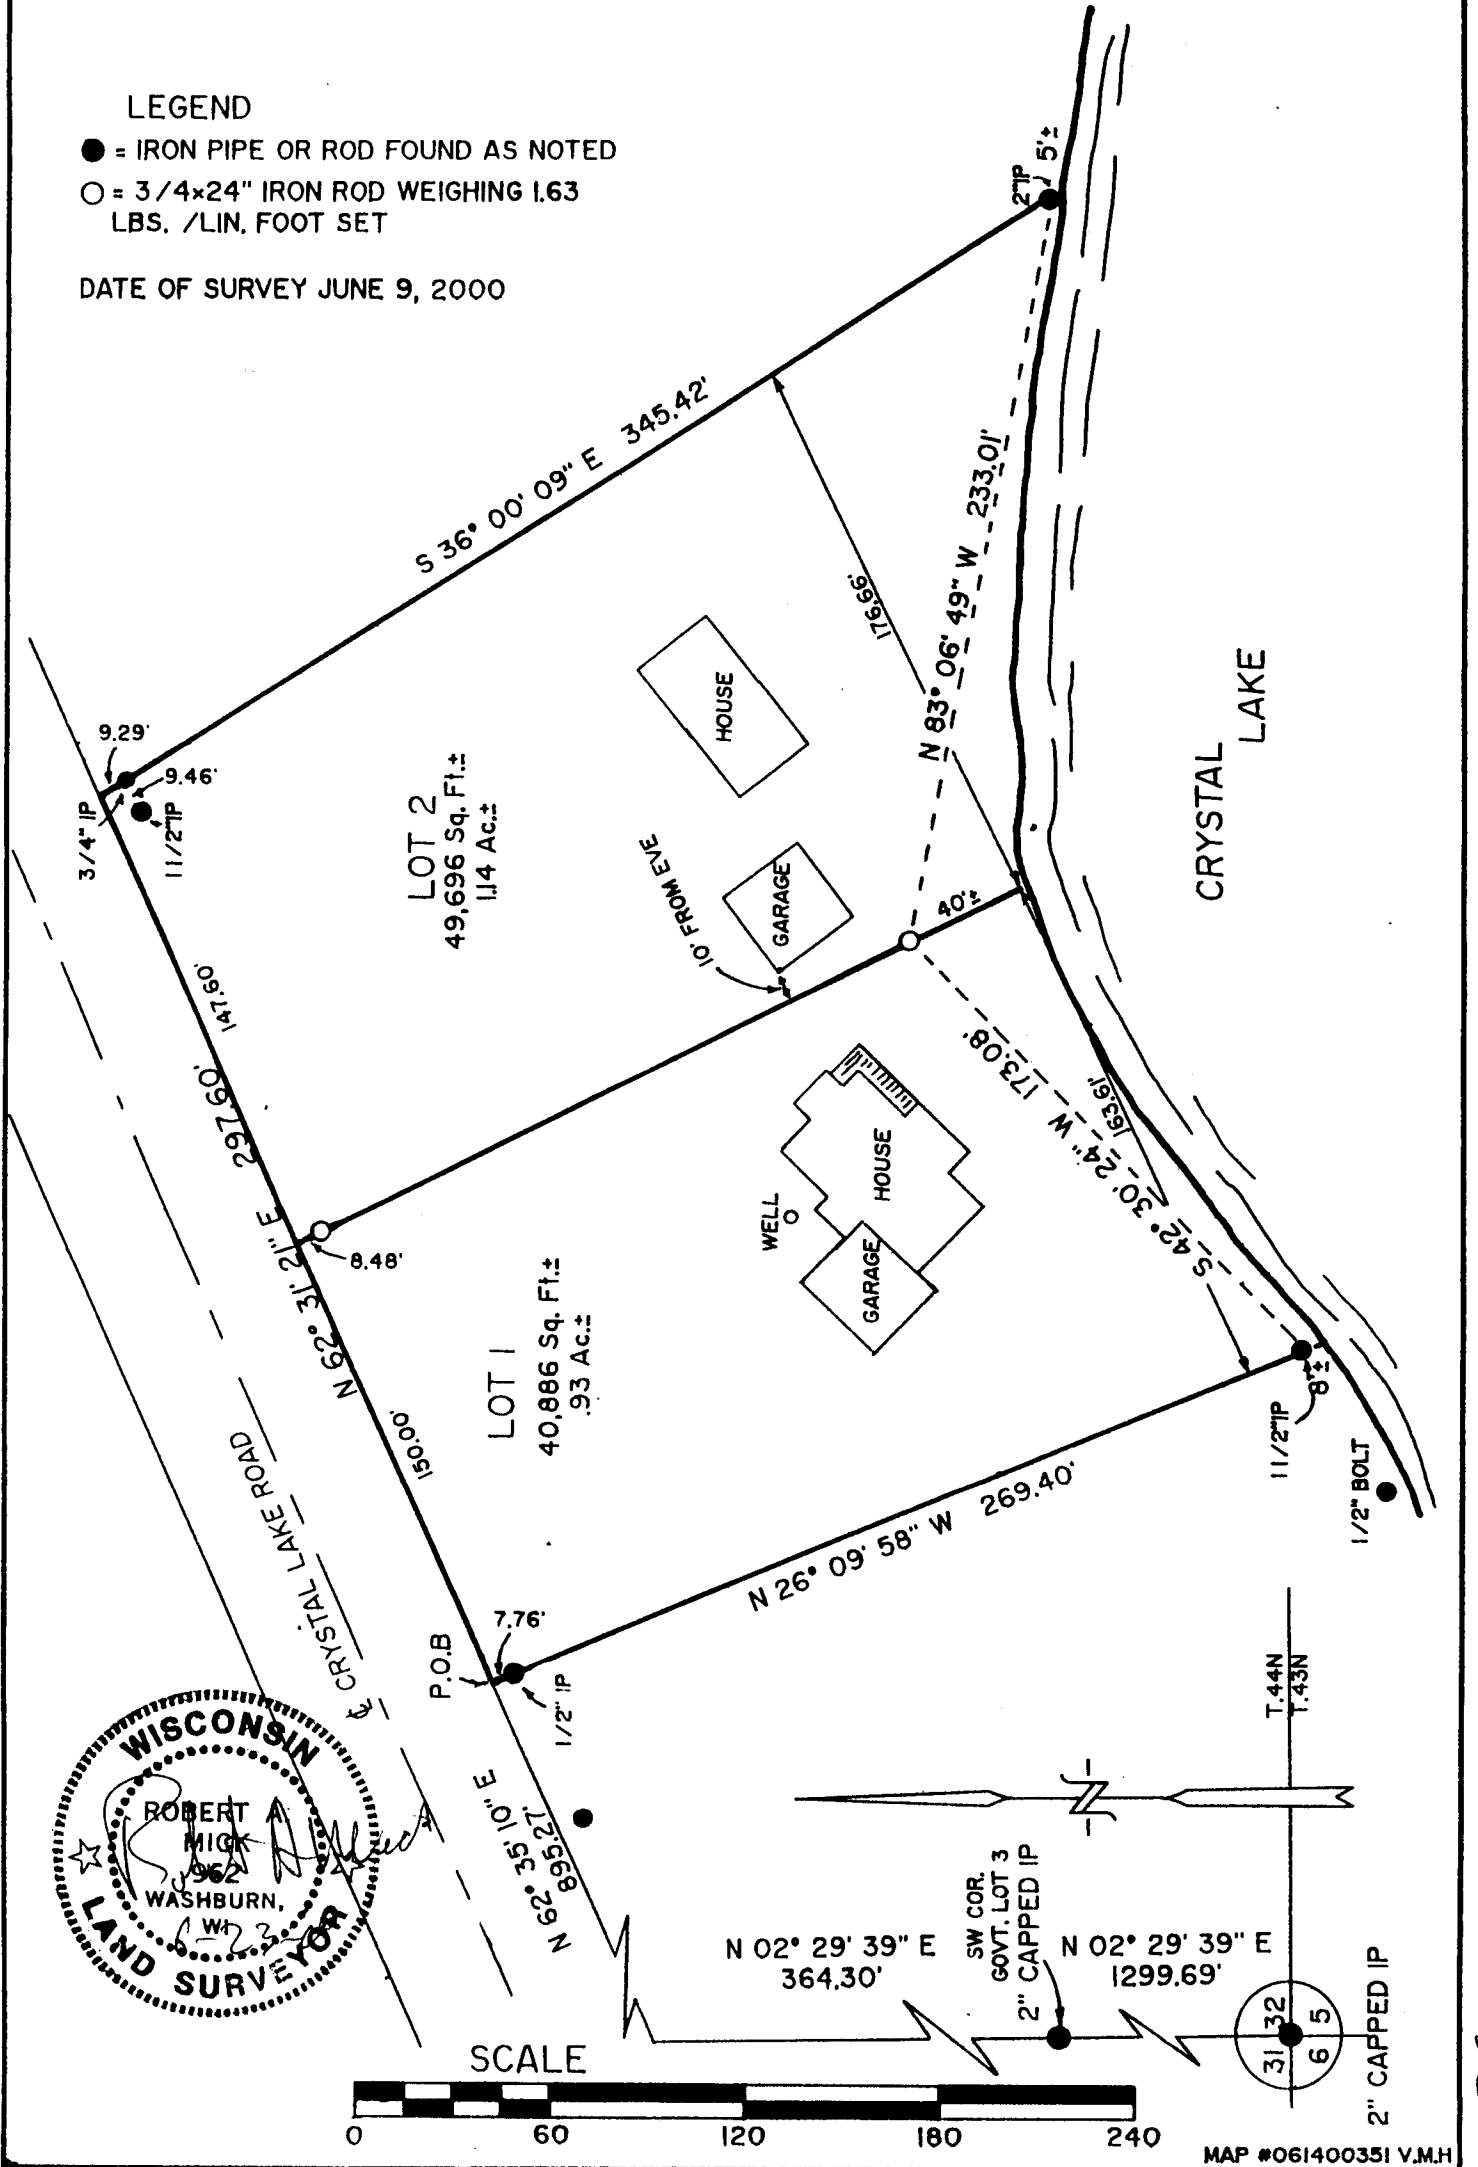 LEGEND
● = IRON PIPE OR ROD FOUND AS NOTED
○ = 3/4x24" IRON ROD WEIGHING 1.63
LBS. /LIN. FOOT SET
DATE OF SURVEY JUNE 9, 2000
2"IP
5'±
S 36° 00' 09" E 345.42'
176.66'
N 83° 06' 49" W 233.01'
HOUSE
9.29'
9.46'
3/4" IP
1 1/2"IP
LOT 2
49,696 Sq. Ft.±
1.14 Ac.±
10' FROM EVE
GARAGE
40'±
CRYSTAL
LAKE
147.60'
297.60'
N 62° 31' 21" E
8.48'
150.00'
LOT 1
40,886 Sq. Ft.±
.93 Ac.±
WELL
HOUSE
GARAGE
S 42° 30' 24" W 173.08'
163.61'
8'±
1 1/2"IP
1/2" BOLT
N 26° 09' 58" W 269.40'
℄ CRYSTAL LAKE ROAD
P.O.B
7.76'
1/2" IP
N 62° 35' 10" E
895.27'
WISCONSIN
ROBERT A.
MICK
962
WASHBURN,
WI
LAND SURVEYOR
T.44N
T.43N
N 02° 29' 39" E
364.30'
SW COR.
GOVT. LOT 3
2" CAPPED IP
N 02° 29' 39" E
1299.69'
31 32
6 5
2" CAPPED IP
SCALE
0 60 120 180 240
MAP #061400351 V.M.H